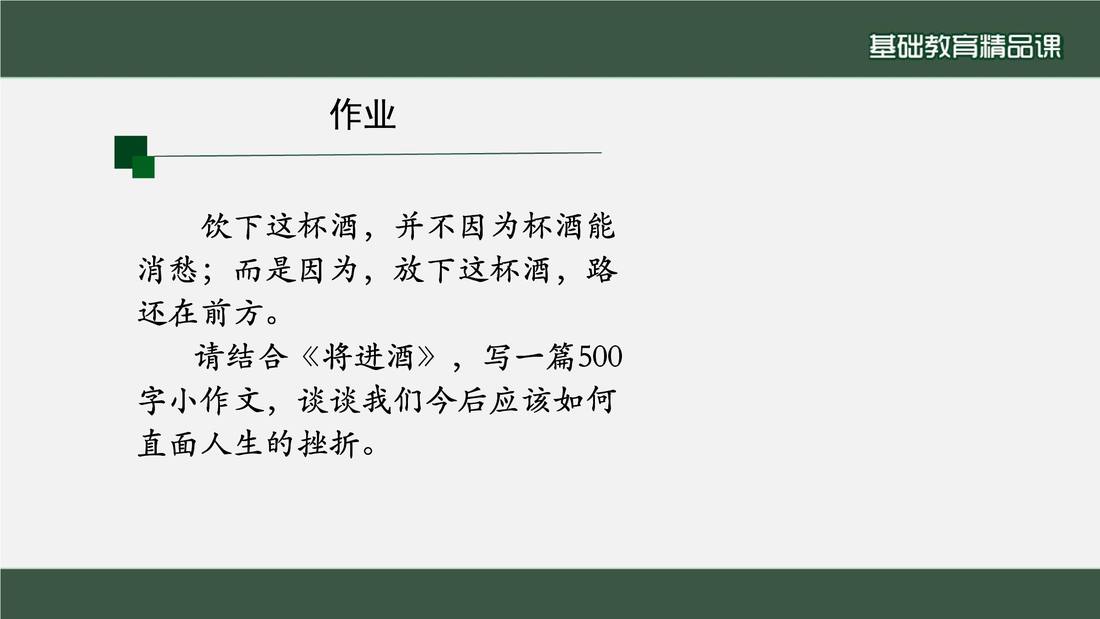 基础教育精品课
作业
饮下这杯酒，并不因为杯酒能
消愁；而是因为，放下这杯酒，路
还在前方。
请结合《将进酒》，写一篇500
字小作文，谈谈我们今后应该如何
直面人生的挫折。